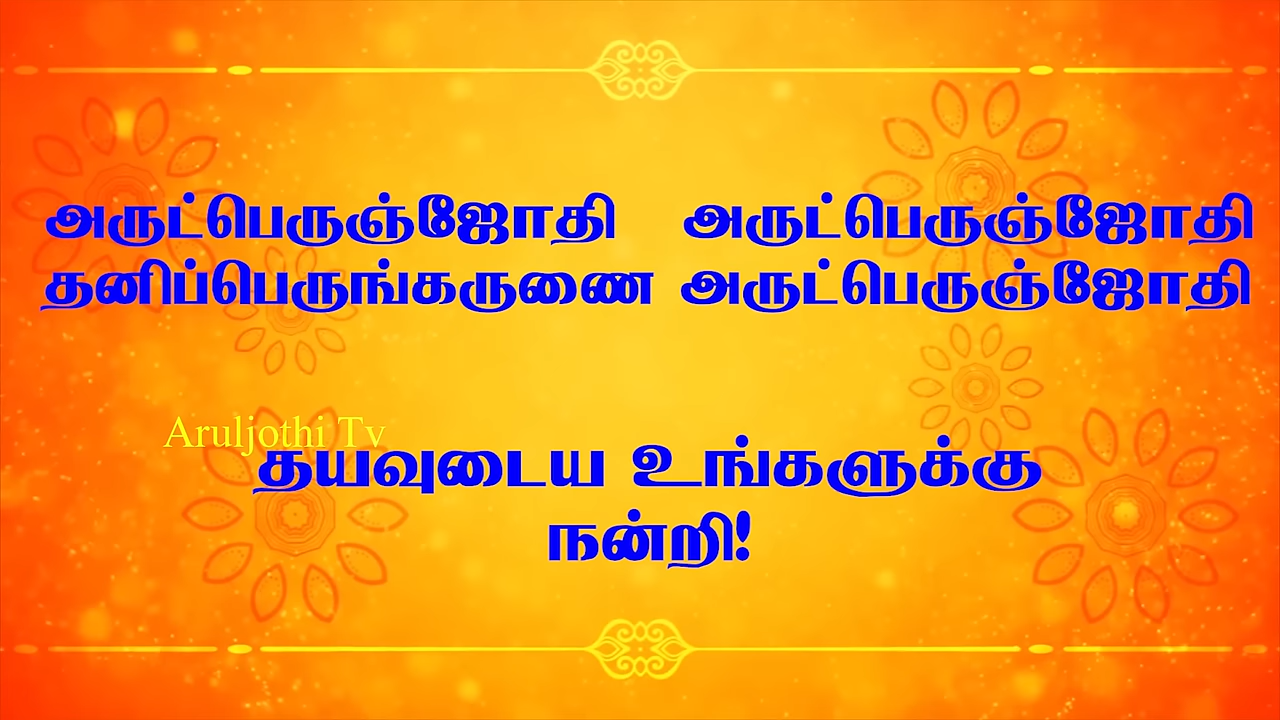 அருட்பெருஞ்ஜோதி அருட்பெருஞ்ஜோதி
தனிப்பெருங்கருணை அருட்பெருஞ்ஜோதி
Aruljothi Tv
தயவுடைய உங்களுக்கு
நன்றி!